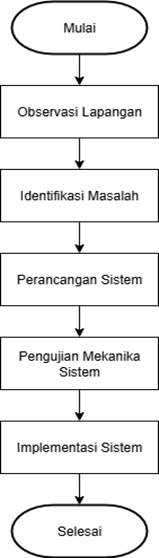 Mulai
Observasi Lapangan
Identifikasi Masalah
Perancangan Sistem
Pengujian Mekanika
Sistem
Implementasi Sistem
Selesai